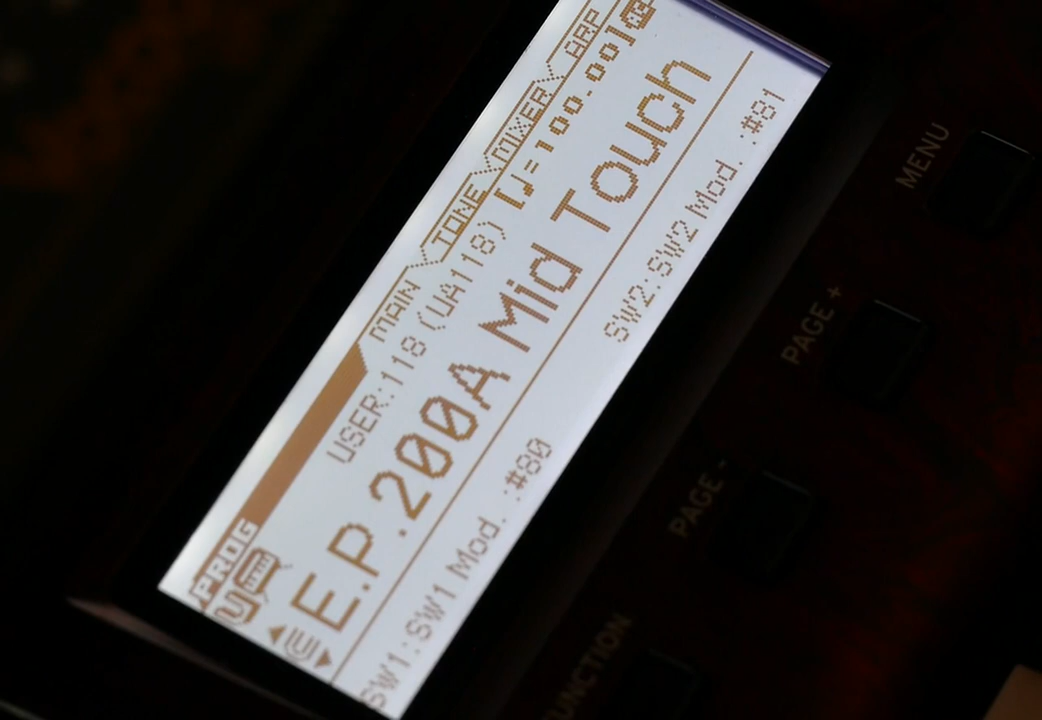 PROG MAIN TONE MIXER ARP
U USER:118 (UA118) [♩=100.00]
E.P.200A Mid Touch
SW1:SW1 Mod. :#80 SW2:SW2 Mod. :#81
MENU
PAGE +
PAGE -
FUNCTION